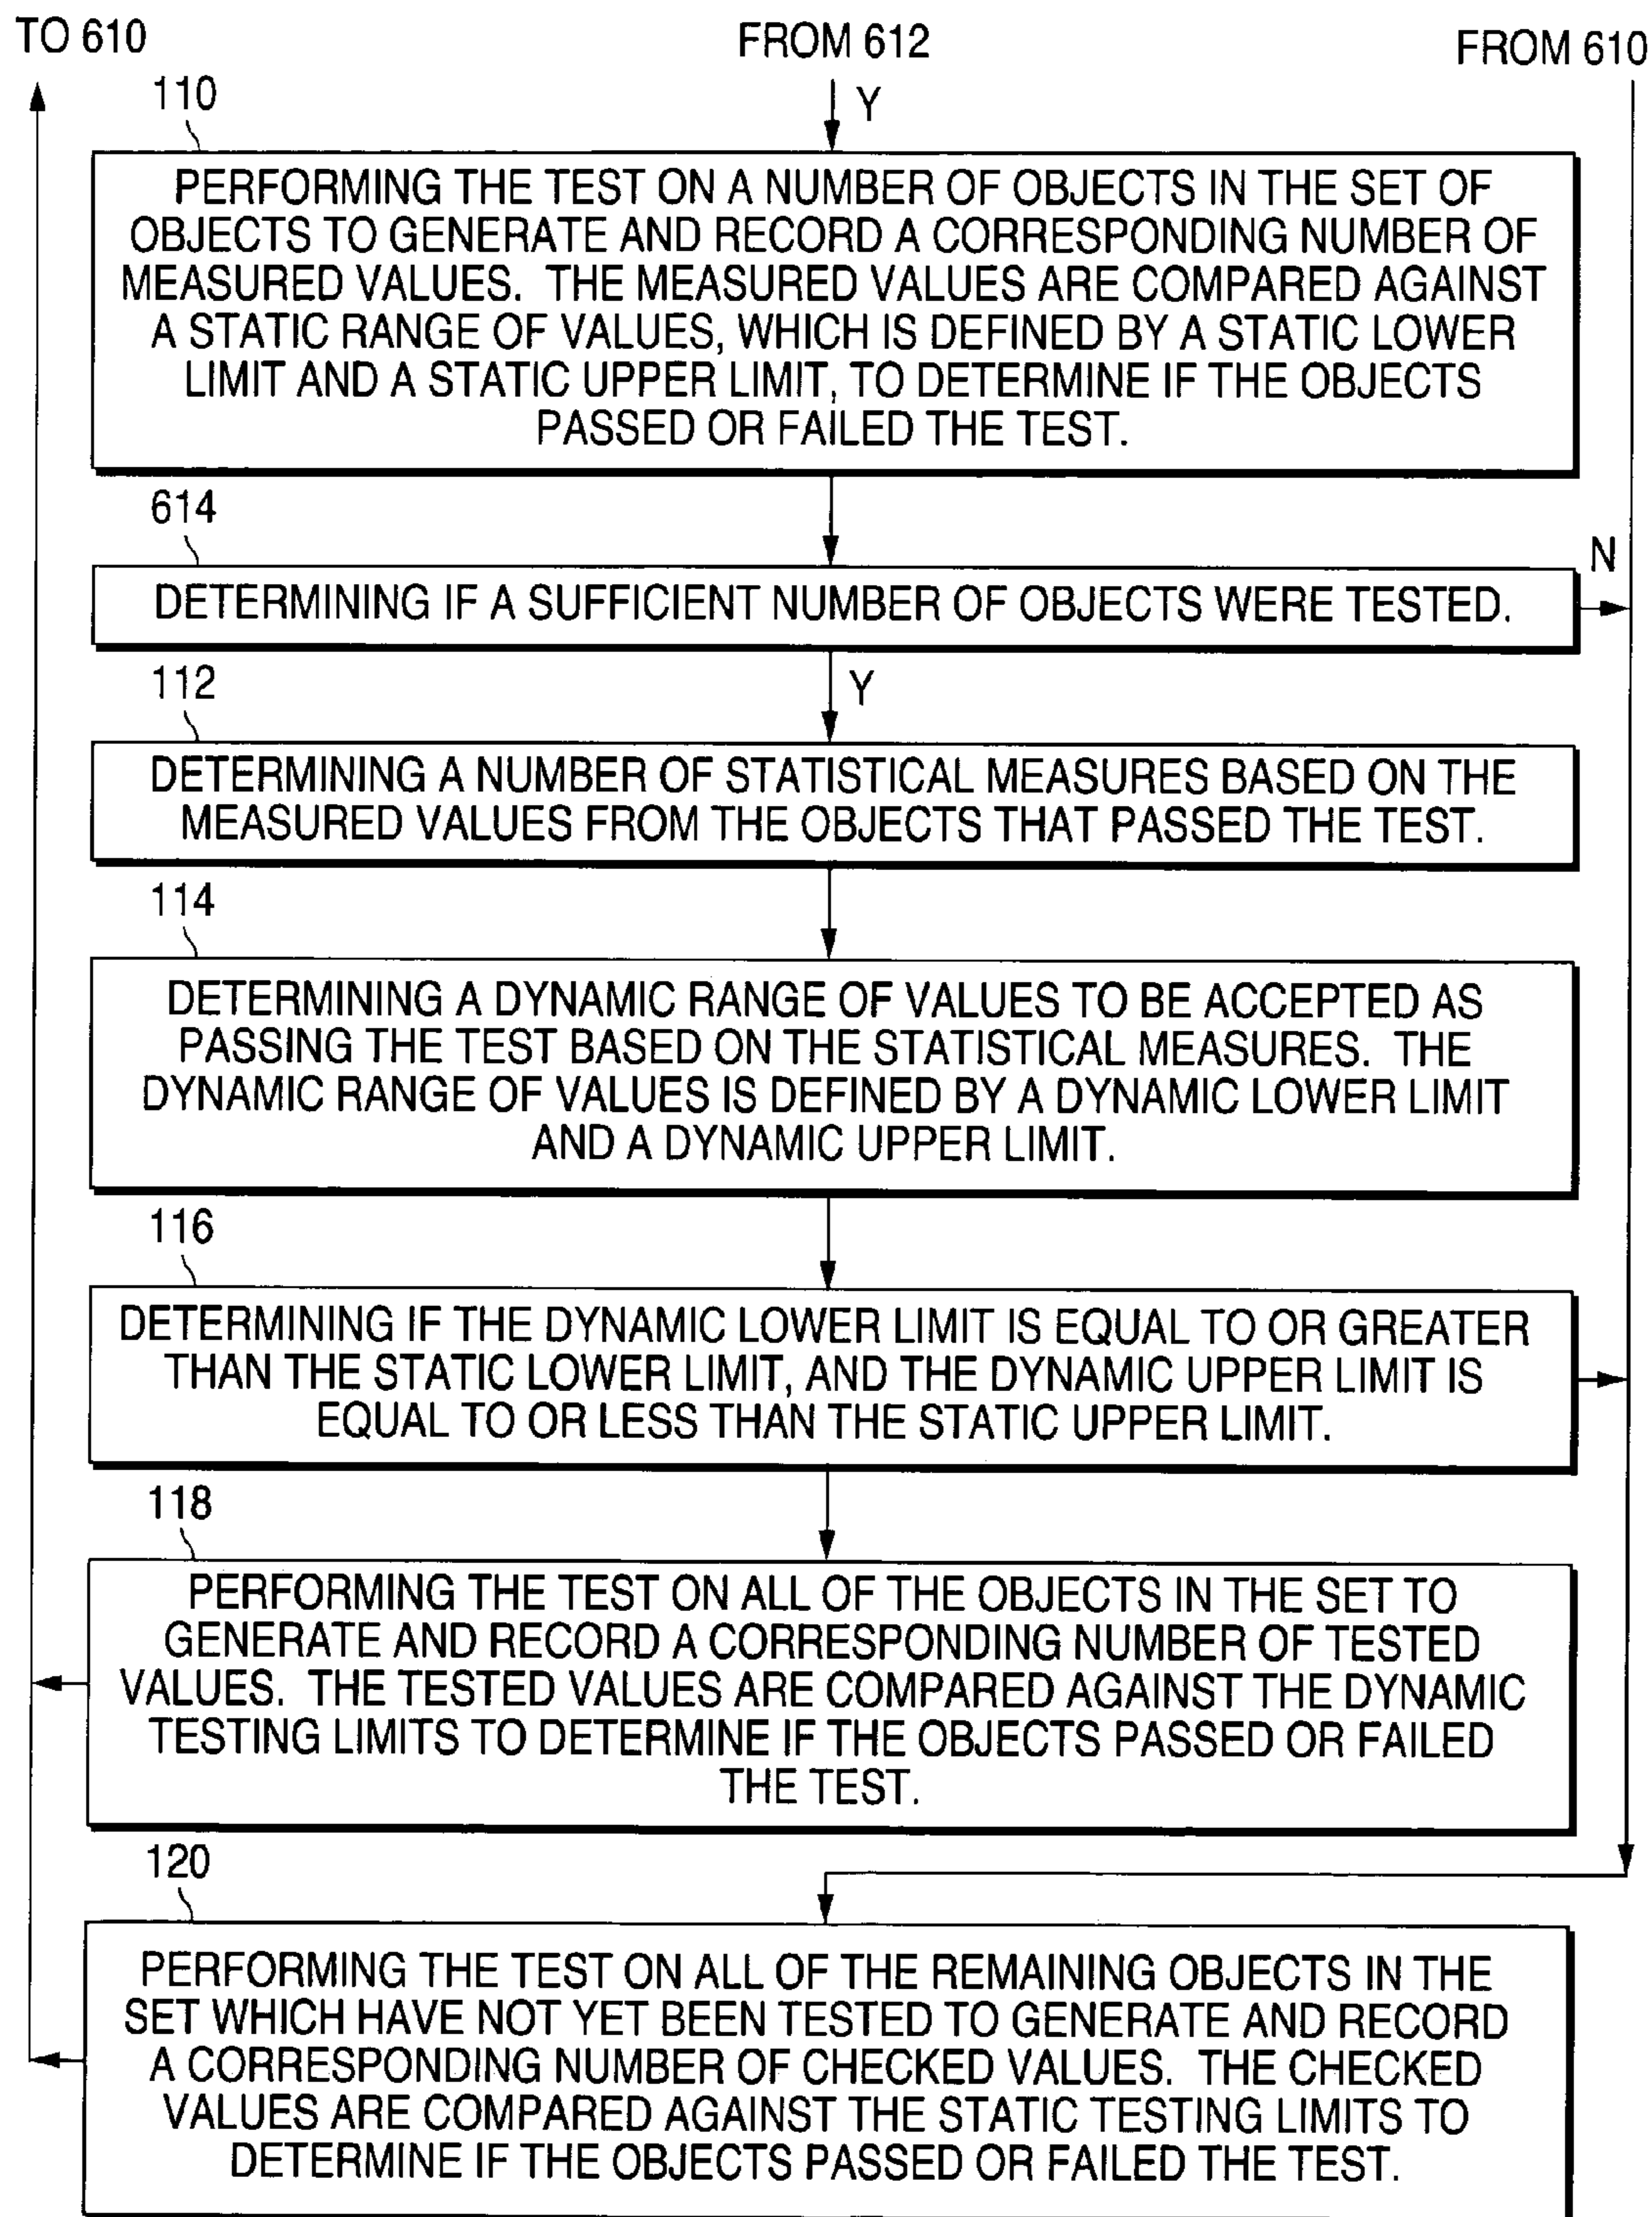 TO 610
FROM 612
FROM 610
110
Y
PERFORMING THE TEST ON A NUMBER OF OBJECTS IN THE SET OF
OBJECTS TO GENERATE AND RECORD A CORRESPONDING NUMBER OF
MEASURED VALUES. THE MEASURED VALUES ARE COMPARED AGAINST
A STATIC RANGE OF VALUES, WHICH IS DEFINED BY A STATIC LOWER
LIMIT AND A STATIC UPPER LIMIT, TO DETERMINE IF THE OBJECTS
PASSED OR FAILED THE TEST.
614
N
DETERMINING IF A SUFFICIENT NUMBER OF OBJECTS WERE TESTED.
112
Y
DETERMINING A NUMBER OF STATISTICAL MEASURES BASED ON THE
MEASURED VALUES FROM THE OBJECTS THAT PASSED THE TEST.
114
DETERMINING A DYNAMIC RANGE OF VALUES TO BE ACCEPTED AS
PASSING THE TEST BASED ON THE STATISTICAL MEASURES. THE
DYNAMIC RANGE OF VALUES IS DEFINED BY A DYNAMIC LOWER LIMIT
AND A DYNAMIC UPPER LIMIT.
116
DETERMINING IF THE DYNAMIC LOWER LIMIT IS EQUAL TO OR GREATER
THAN THE STATIC LOWER LIMIT, AND THE DYNAMIC UPPER LIMIT IS
EQUAL TO OR LESS THAN THE STATIC UPPER LIMIT.
118
PERFORMING THE TEST ON ALL OF THE OBJECTS IN THE SET TO
GENERATE AND RECORD A CORRESPONDING NUMBER OF TESTED
VALUES. THE TESTED VALUES ARE COMPARED AGAINST THE DYNAMIC
TESTING LIMITS TO DETERMINE IF THE OBJECTS PASSED OR FAILED
THE TEST.
120
PERFORMING THE TEST ON ALL OF THE REMAINING OBJECTS IN THE
SET WHICH HAVE NOT YET BEEN TESTED TO GENERATE AND RECORD
A CORRESPONDING NUMBER OF CHECKED VALUES. THE CHECKED
VALUES ARE COMPARED AGAINST THE STATIC TESTING LIMITS TO
DETERMINE IF THE OBJECTS PASSED OR FAILED THE TEST.